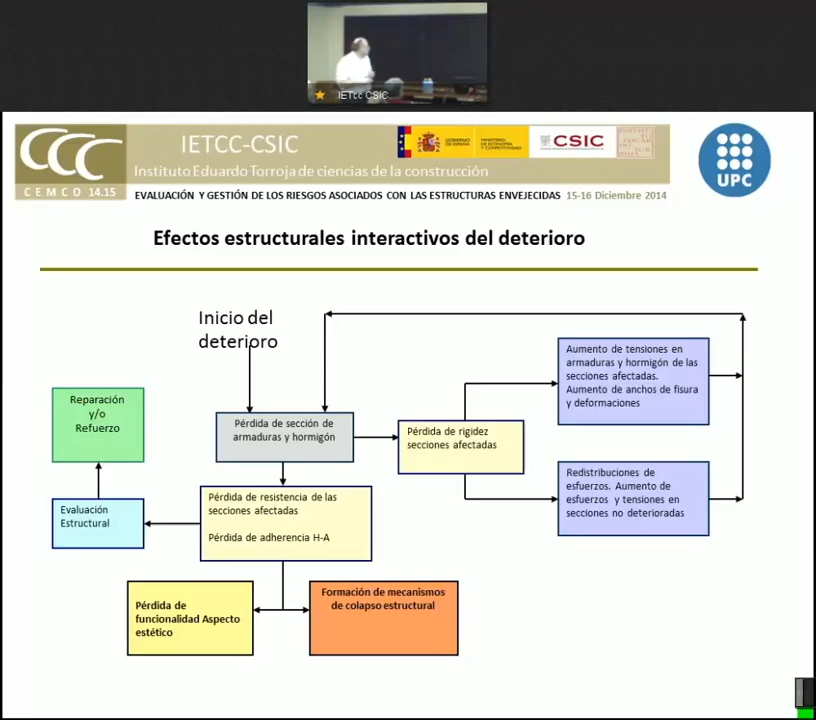 IETcc CSIC
CCC
CEMCO 14.15
IETCC-CSIC
Instituto Eduardo Torroja de ciencias de la construcción
GOBIERNO
DE ESPAÑA
MINISTERIO
DE ECONOMÍA
Y COMPETITIVIDAD
CSIC
UPC
EVALUACIÓN Y GESTIÓN DE LOS RIESGOS ASOCIADOS CON LAS ESTRUCTURAS ENVEJECIDAS 15-16 Diciembre 2014
Efectos estructurales interactivos del deterioro
Inicio del
deterioro
Reparación
y/o
Refuerzo
Pérdida de sección de
armaduras y hormigón
Pérdida de rigidez
secciones afectadas
Aumento de tensiones en
armaduras y hormigón de las
secciones afectadas.
Aumento de anchos de fisura
y deformaciones
Redistribuciones de
esfuerzos. Aumento de
esfuerzos y tensiones en
secciones no deterioradas
Evaluación
Estructural
Pérdida de resistencia de las
secciones afectadas
Pérdida de adherencia H-A
Pérdida de
funcionalidad Aspecto
estético
Formación de mecanismos
de colapso estructural